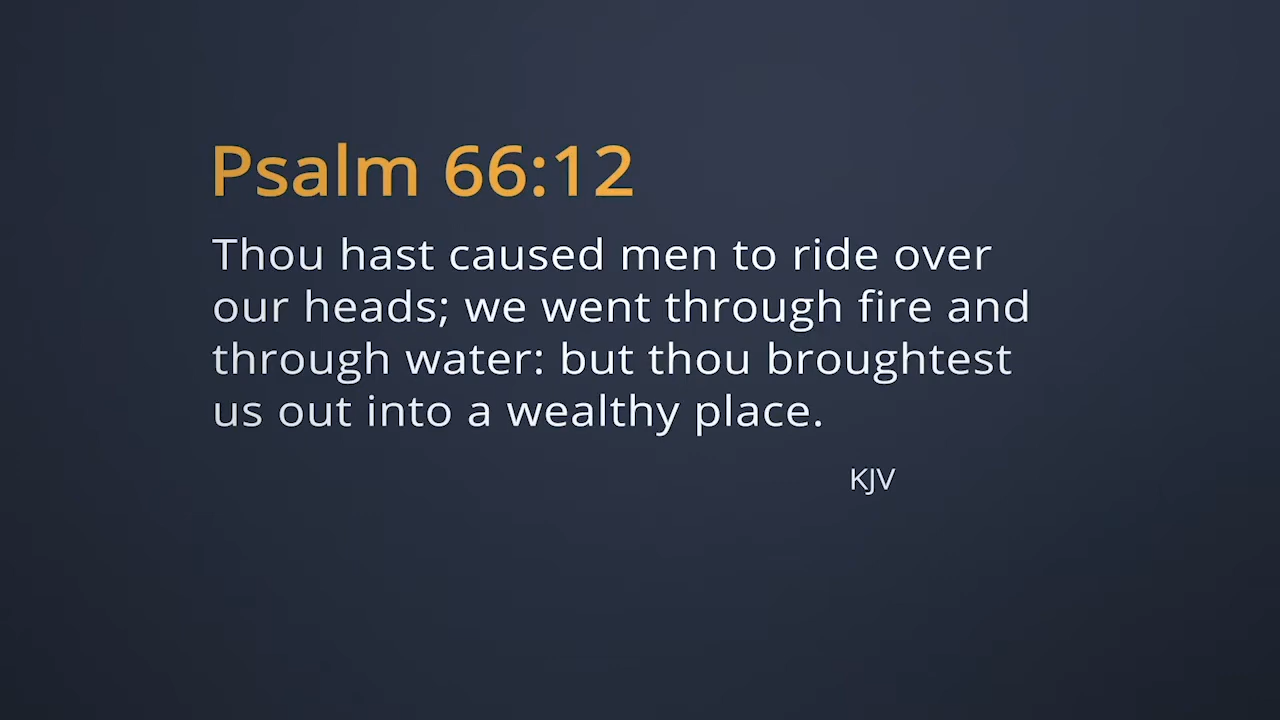 Psalm 66:12
Thou hast caused men to ride over
our heads; we went through fire and
through water: but thou broughtest
us out into a wealthy place.
KJV